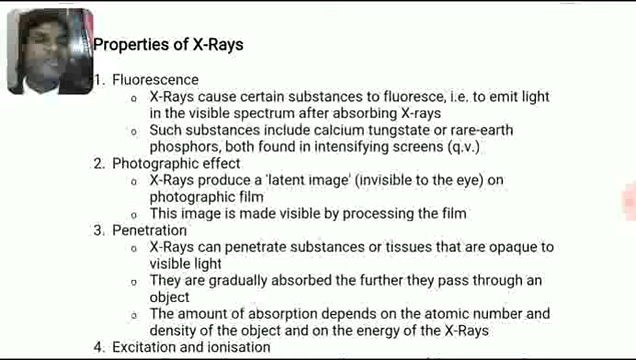 Properties of X-Rays
1. Fluorescence
o X-Rays cause certain substances to fluoresce, i.e. to emit light
in the visible spectrum after absorbing X-rays
o Such substances include calcium tungstate or rare-earth
phosphors, both found in intensifying screens (q.v.)
2. Photographic effect
o X-Rays produce a 'latent image' (invisible to the eye) on
photographic film
o This image is made visible by processing the film
3. Penetration
o X-Rays can penetrate substances or tissues that are opaque to
visible light
o They are gradually absorbed the further they pass through an
object
o The amount of absorption depends on the atomic number and
density of the object and on the energy of the X-Rays
4. Excitation and ionisation